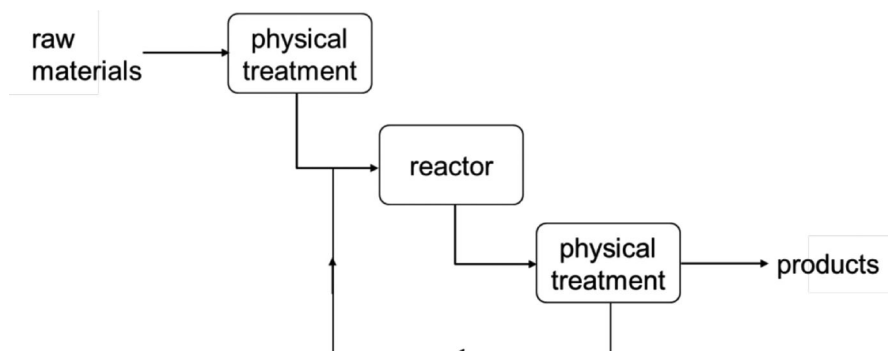 raw
materials
physical
treatment
reactor
physical
treatment
products